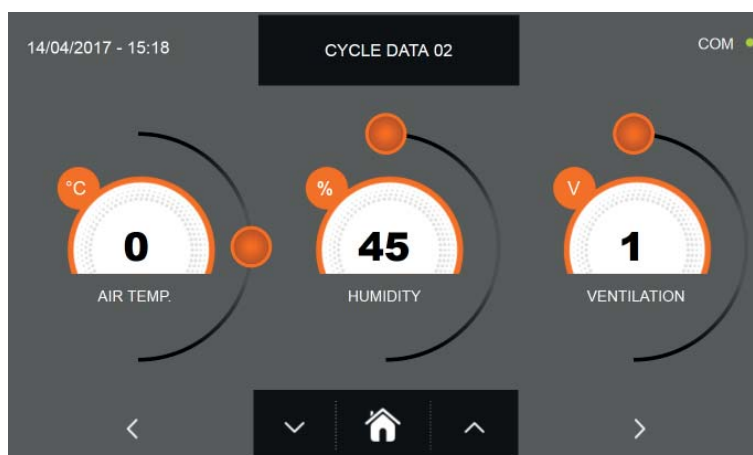 14/04/2017 - 15:18
CYCLE DATA 02
COM
°C
%
V
0
45
1
AIR TEMP.
HUMIDITY
VENTILATION